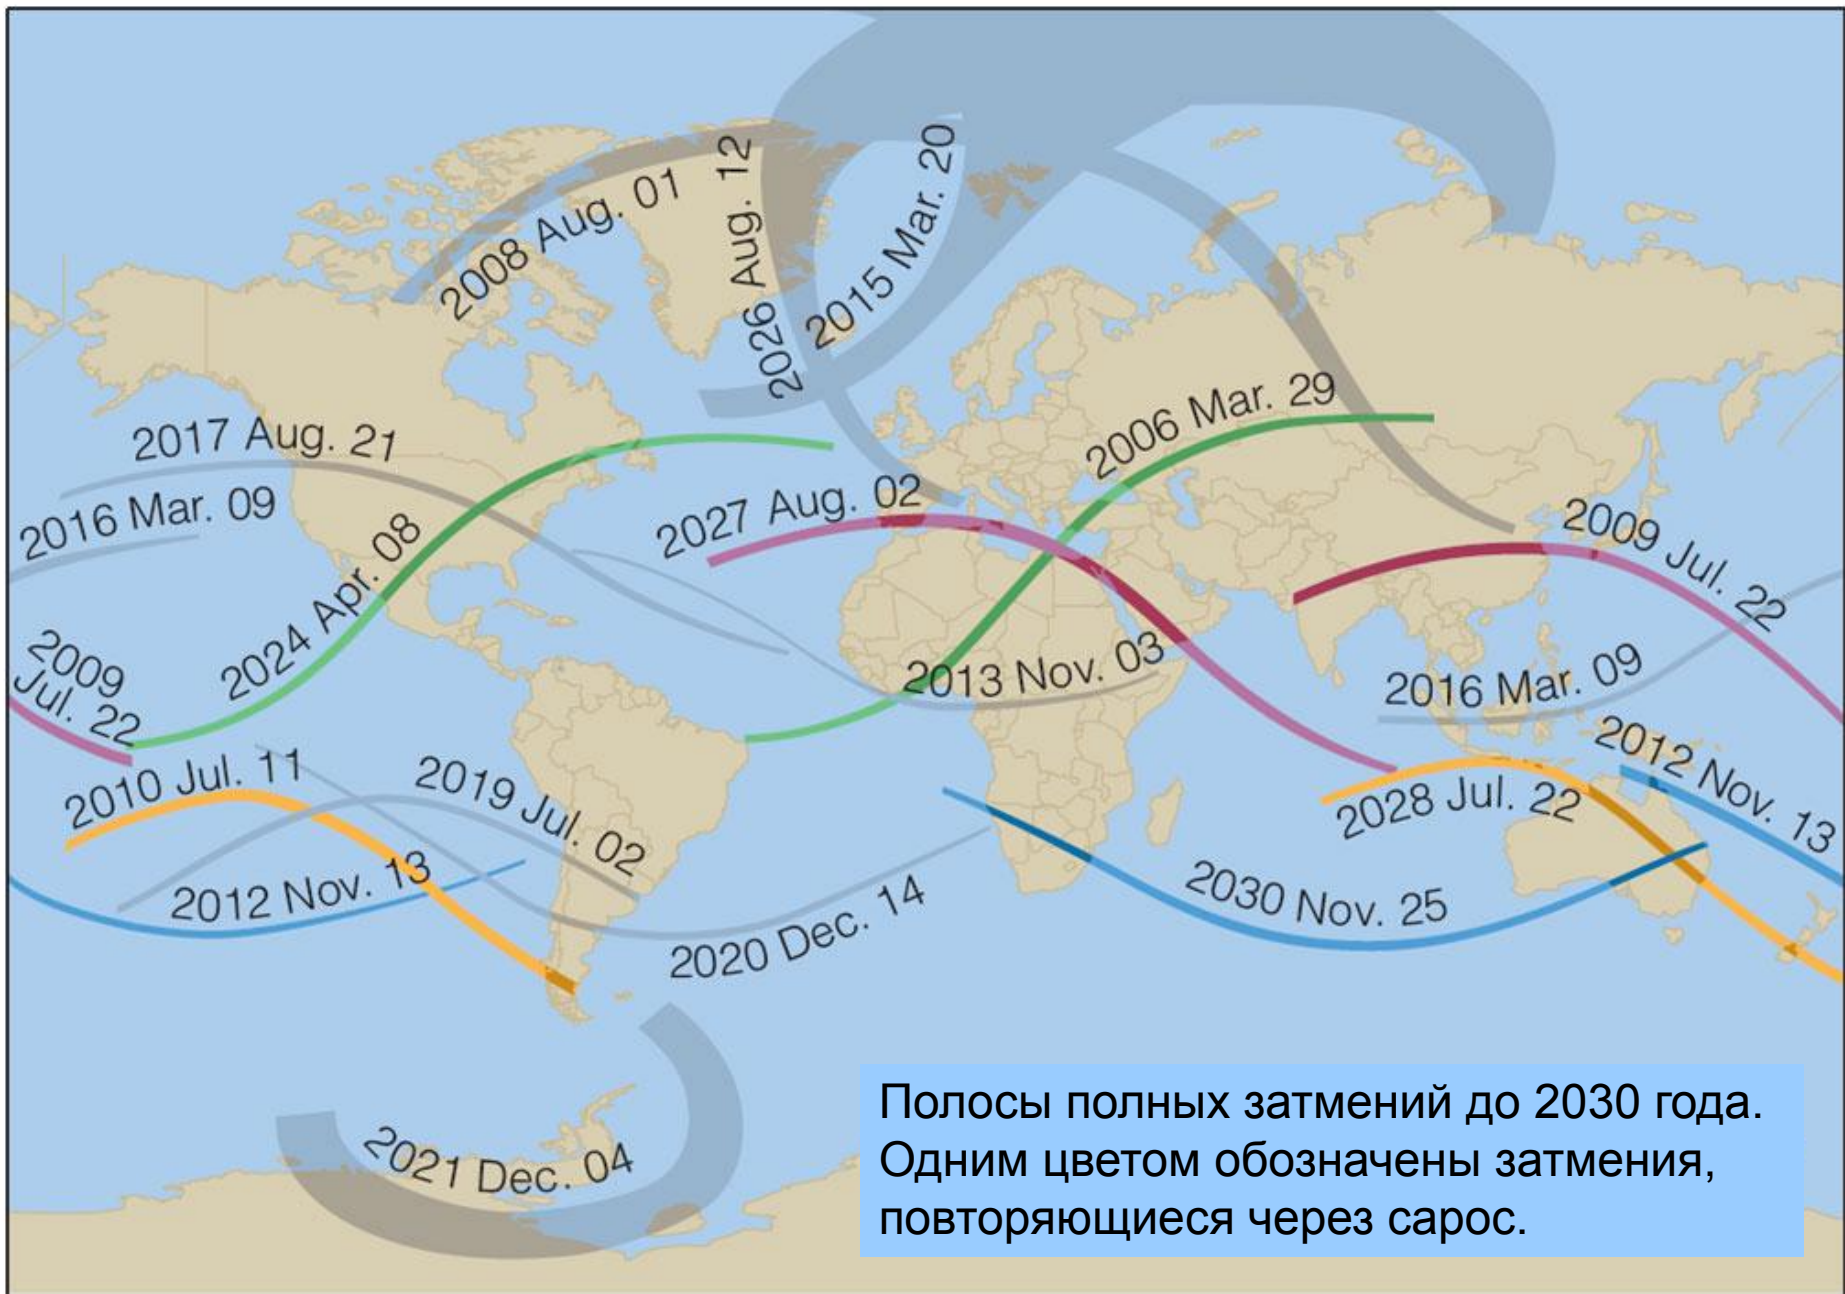 2008 Aug. 01
2026 Aug. 12
2015 Mar. 20
2017 Aug. 21
2006 Mar. 29
2016 Mar. 09
2027 Aug. 02
2009 Jul. 22
2024 Apr. 08
2009
Jul. 22
2013 Nov. 03
2016 Mar. 09
2010 Jul. 11
2019 Jul. 02
2028 Jul. 22
2012 Nov. 13
2012 Nov. 13
2020 Dec. 14
2030 Nov. 25
2021 Dec. 04
Полосы полных затмений до 2030 года.
Одним цветом обозначены затмения,
повторяющиеся через сарос.